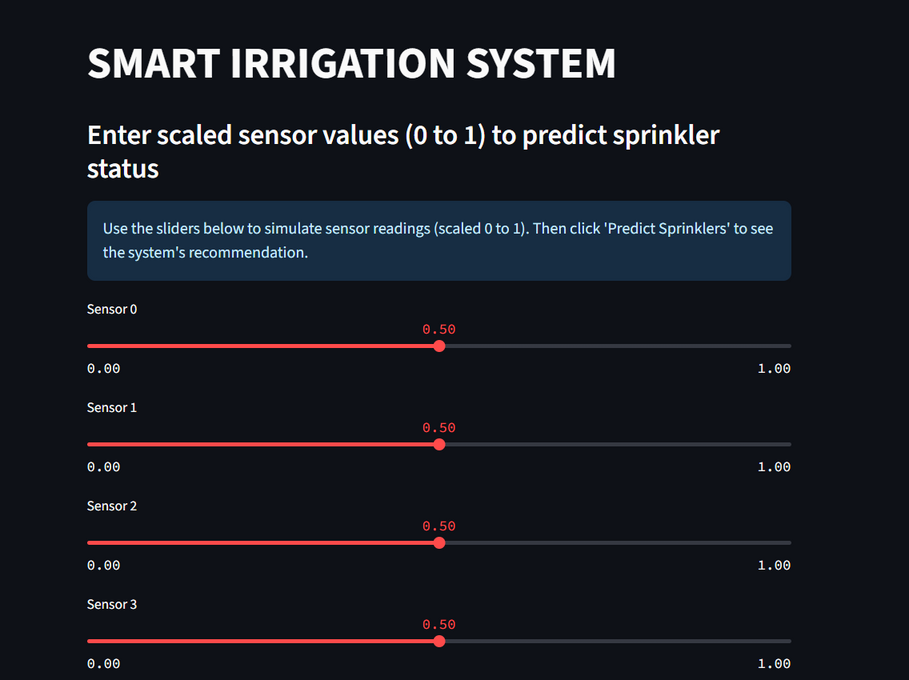 SMART IRRIGATION SYSTEM
Enter scaled sensor values (0 to 1) to predict sprinkler
status
Use the sliders below to simulate sensor readings (scaled 0 to 1). Then click 'Predict Sprinklers' to see
the system's recommendation.
Sensor 0
0.50
0.00 1.00
Sensor 1
0.50
0.00 1.00
Sensor 2
0.50
0.00 1.00
Sensor 3
0.50
0.00 1.00